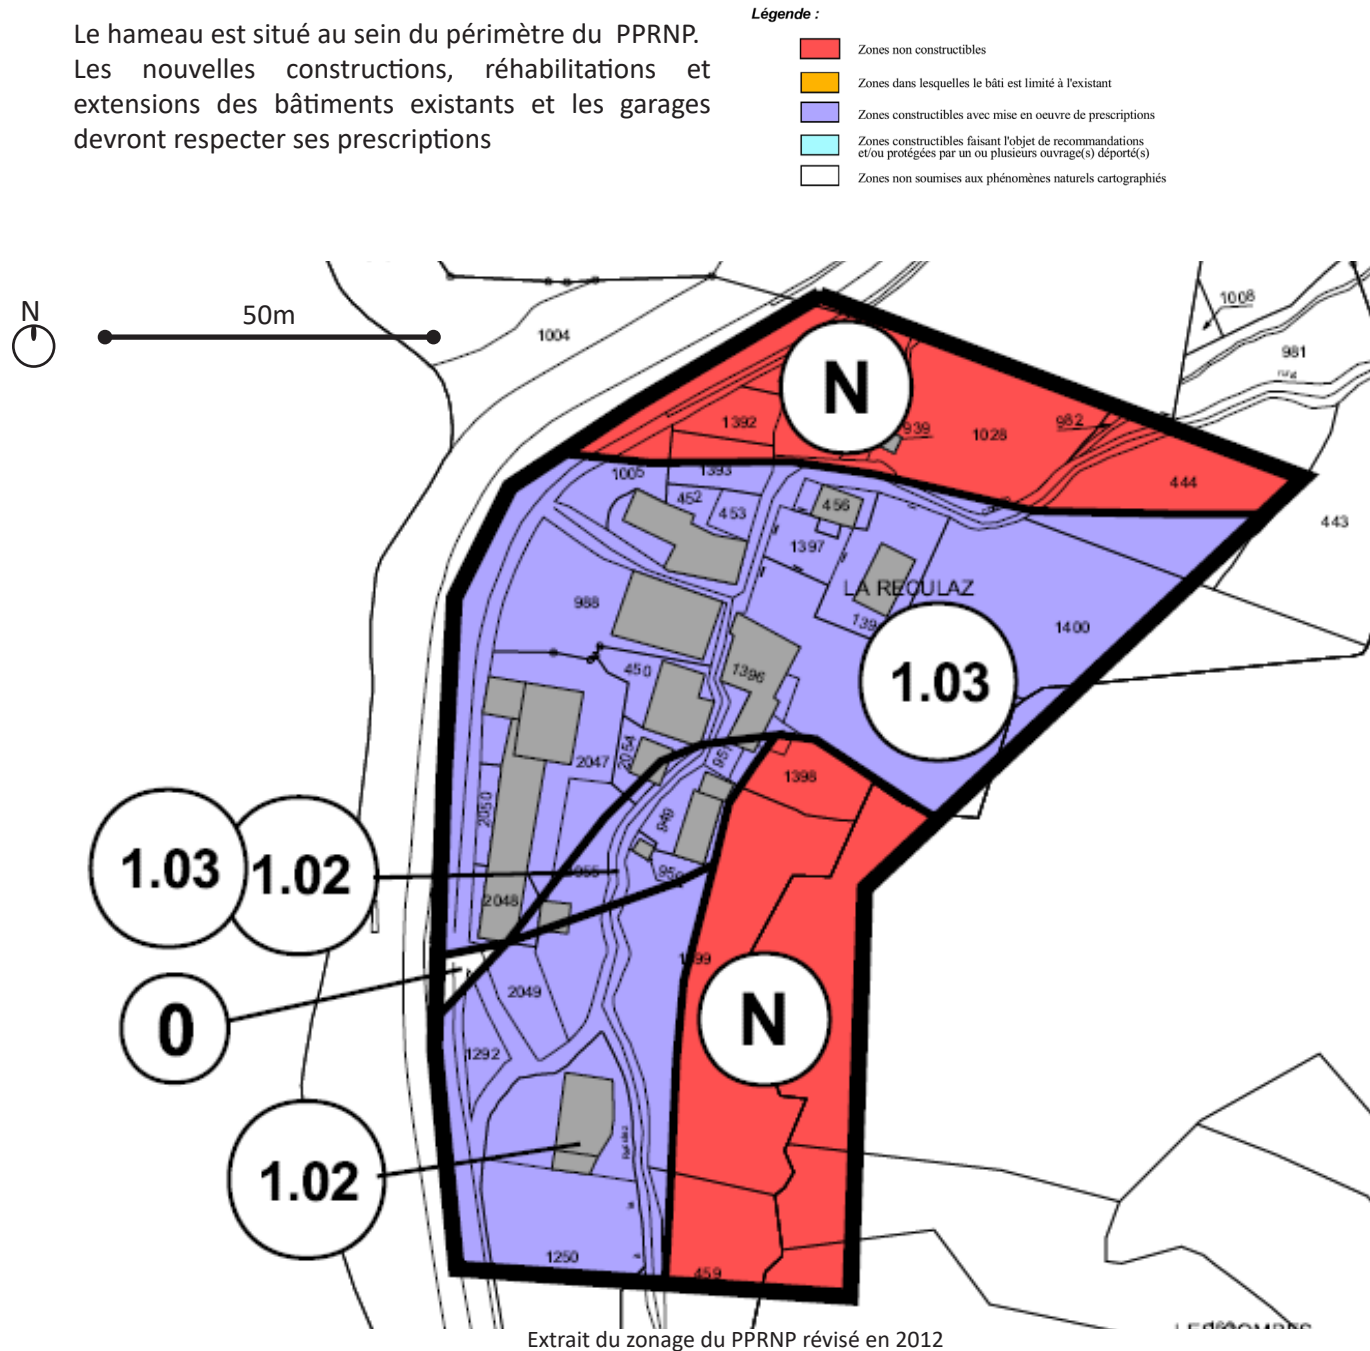 Le hameau est situé au sein du périmètre du PPRNP.
Les nouvelles constructions, réhabilitations et
extensions des bâtiments existants et les garages
devront respecter ses prescriptions
Légende :
Zones non constructibles
Zones dans lesquelles le bâti est limité à l'existant
Zones constructibles avec mise en oeuvre de prescriptions
Zones constructibles faisant l'objet de recommandations
et/ou protégées par un ou plusieurs ouvrage(s) déporté(s)
Zones non soumises aux phénomènes naturels cartographiés
N
50m
1004
1008
981
N
1392
939
1028
982
444
443
1005
1393
452
453
456
1397
LA RECULAZ
988
1400
450
1396
1.03
2054
2047
957
1398
2050
949
1.03
1.02
2048
0
2049
N
1292
1.02
1250
459
Extrait du zonage du PPRNP révisé en 2012